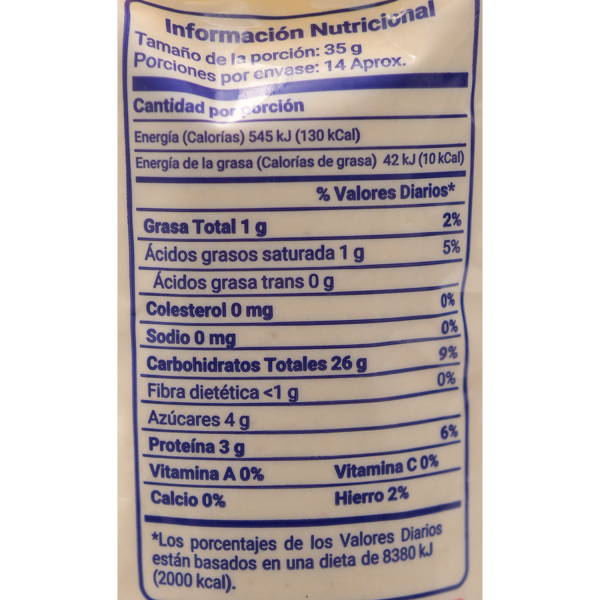 Información Nutricional
Tamaño de la porción: 35 g
Porciones por envase: 14 Aprox.
Cantidad por porción
Energía (Calorías) 545 kJ (130 kCal)
Energía de la grasa (Calorías de grasa) 42 kJ (10 kCal)
% Valores Diarios*
Grasa Total 1 g 2%
Ácidos grasos saturada 1 g 5%
Ácidos grasa trans 0 g
Colesterol 0 mg 0%
Sodio 0 mg 0%
Carbohidratos Totales 26 g 9%
Fibra dietética <1 g 0%
Azúcares 4 g
Proteína 3 g 6%
Vitamina A 0% Vitamina C 0%
Calcio 0% Hierro 2%
*Los porcentajes de los Valores Diarios
están basados en una dieta de 8380 kJ
(2000 kcal).